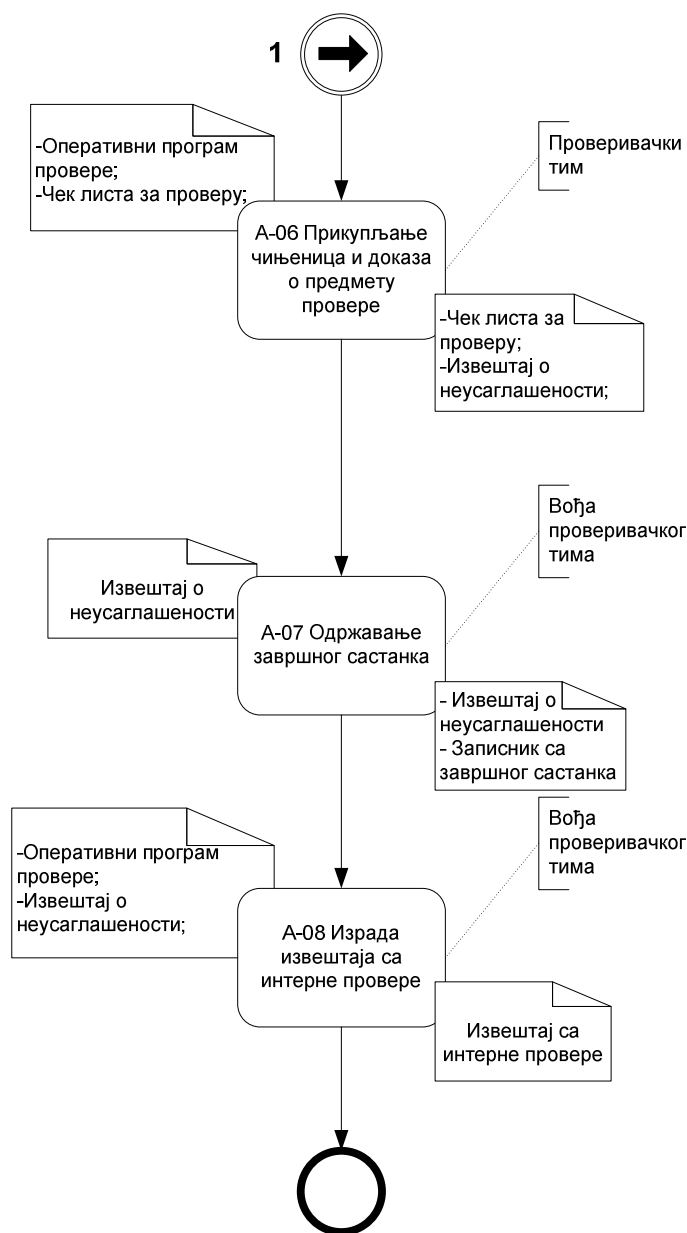 1
-Оперативни програм
провере;
-Чек листа за проверу;
Проверивачки
тим
А-06 Прикупљање
чињеница и доказа
о предмету
провере
-Чек листа за
проверу;
-Извештај о
неусаглашености;
Вођа
проверивачког
тима
Извештај о
неусаглашености
А-07 Одржавање
завршног састанка
- Извештај о
неусаглашености
- Записник са
завршног састанка
Вођа
проверивачког
тима
-Оперативни програм
провере;
-Извештај о
неусаглашености;
А-08 Израда
извештаја са
интерне провере
Извештај са
интерне провере